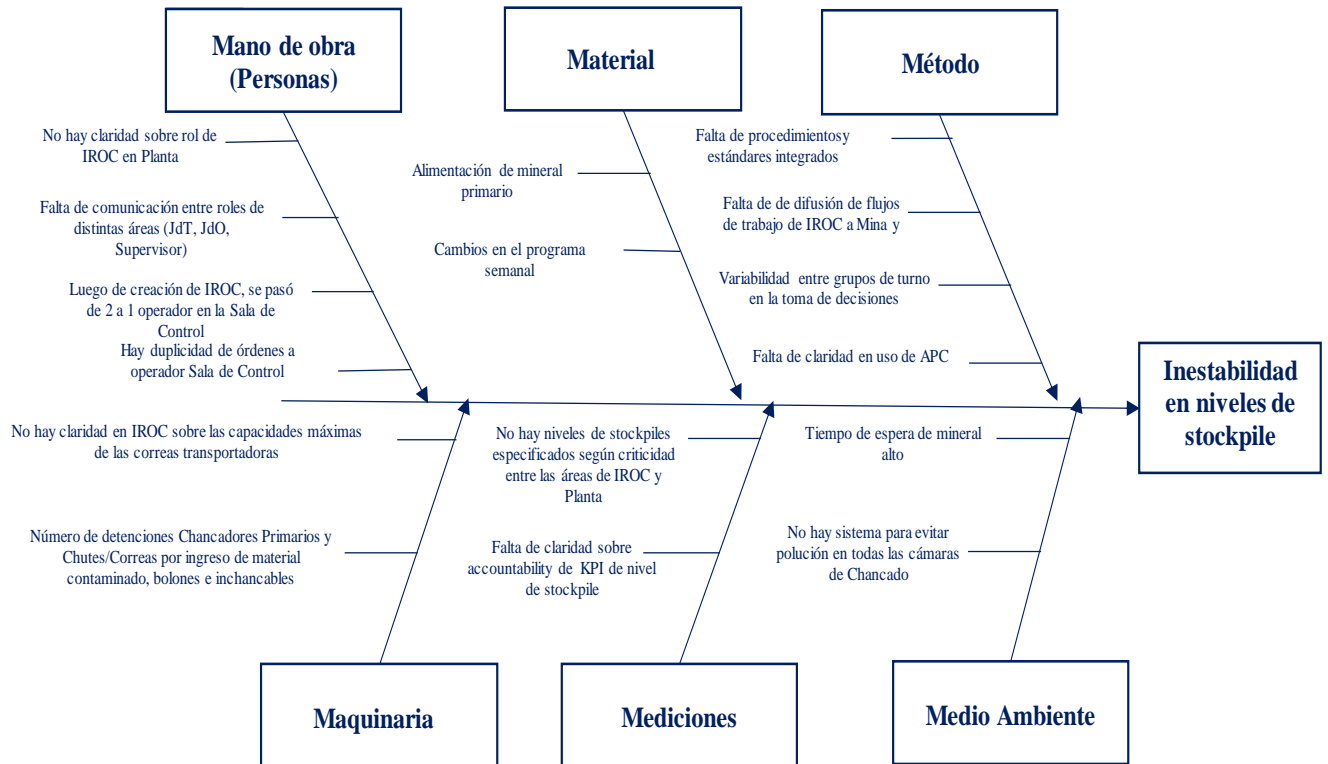 Mano de obra
(Personas)
Material
Método
No hay claridad sobre rol de
IROC en Planta
Falta de comunicación entre roles de
distintas áreas (JdT, JdO,
Supervisor)
Luego de creación de IROC, se pasó
de 2 a 1 operador en la Sala de
Control
Hay duplicidad de órdenes a
operador Sala de Control
Alimentación de mineral
primario
Cambios en el programa
semanal
Falta de procedimientosy
estándares integrados
Falta de de difusión de flujos
de trabajo de IROC a Mina y
Variabilidad entre grupos de turno
en la toma de decisiones
Falta de claridad en uso de APC
Inestabilidad
en niveles de
stockpile
No hay claridad en IROC sobre las capacidades máximas
de las correas transportadoras
Número de detenciones Chancadores Primarios y
Chutes/Correas por ingreso de material
contaminado, bolones e inchancables
No hay niveles de stockpiles
especificados según criticidad
entre las áreas de IROC y
Planta
Falta de claridad sobre
accountability de KPI de nivel
de stockpile
Tiempo de espera de mineral
alto
No hay sistema para evitar
polución en todas las cámaras
de Chancado
Maquinaria
Mediciones
Medio Ambiente